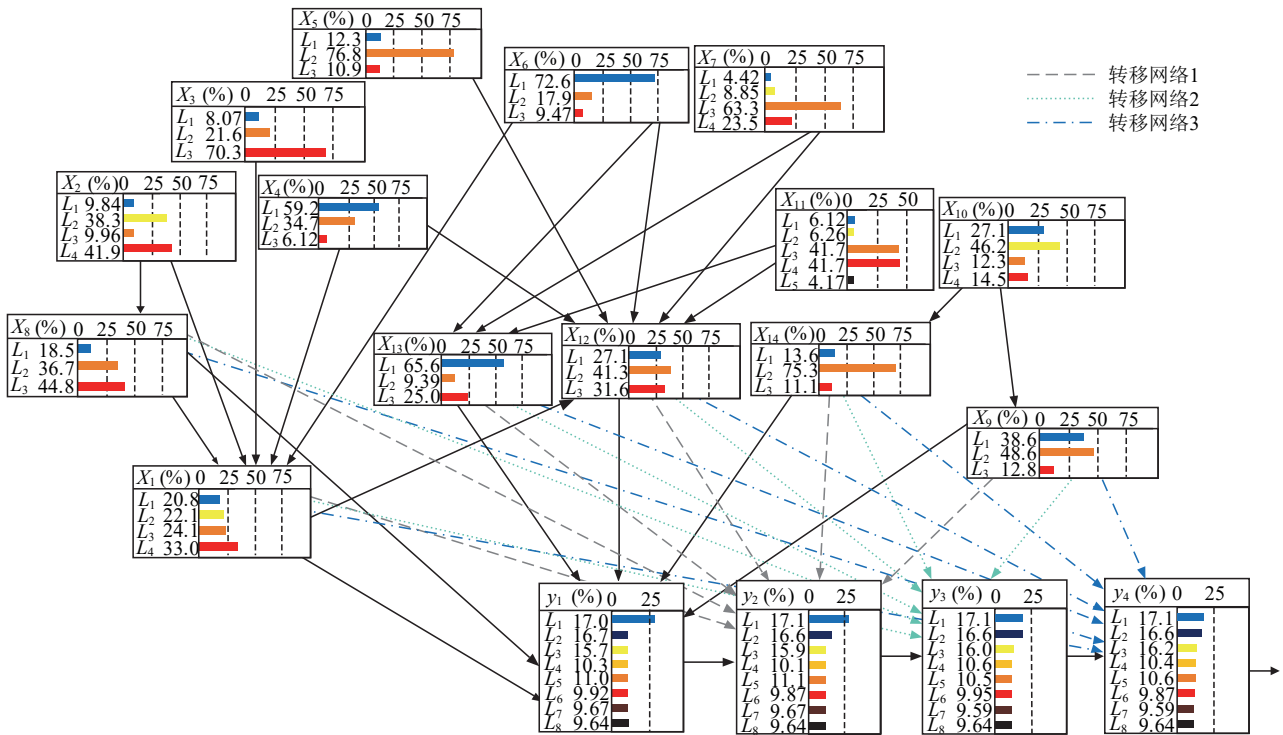 X5 (%) 0 25 50 75
L1 12.3
L2 76.8
L3 10.9
X6 (%) 0 25 50 75
L1 72.6
L2 17.9
L3 9.47
X7 (%) 0 25 50 75
L1 4.42
L2 8.85
L3 63.3
L4 23.5
转移网络1
转移网络2
转移网络3
X3 (%) 0 25 50 75
L1 8.07
L2 21.6
L3 70.3
X2 (%) 0 25 50 75
L1 9.84
L2 38.3
L3 9.96
L4 41.9
X4 (%) 0 25 50 75
L1 59.2
L2 34.7
L3 6.12
X11 (%) 0 25 50
L1 6.12
L2 6.26
L3 41.7
L4 41.7
L5 4.17
X10 (%) 0 25 50 75
L1 27.1
L2 46.2
L3 12.3
L4 14.5
X8 (%) 0 25 50 75
L1 18.5
L2 36.7
L3 44.8
X13 (%) 0 25 50 75
L1 65.6
L2 9.39
L3 25.0
X12 (%) 0 25 50 75
L1 27.1
L2 41.3
L3 31.6
X14 (%) 0 25 50 75
L1 13.6
L2 75.3
L3 11.1
X9 (%) 0 25 50 75
L1 38.6
L2 48.6
L3 12.8
X1 (%) 0 25 50 75
L1 20.8
L2 22.1
L3 24.1
L4 33.0
y1 (%) 0 25
L1 17.0
L2 16.7
L3 15.7
L4 10.3
L5 11.0
L6 9.92
L7 9.67
L8 9.64
y2 (%) 0 25
L1 17.1
L2 16.6
L3 15.9
L4 10.1
L5 11.1
L6 9.87
L7 9.67
L8 9.64
y3 (%) 0 25
L1 17.1
L2 16.6
L3 16.0
L4 10.6
L5 10.5
L6 9.95
L7 9.59
L8 9.64
y4 (%) 0 25
L1 17.1
L2 16.6
L3 16.2
L4 10.4
L5 10.6
L6 9.87
L7 9.59
L8 9.64